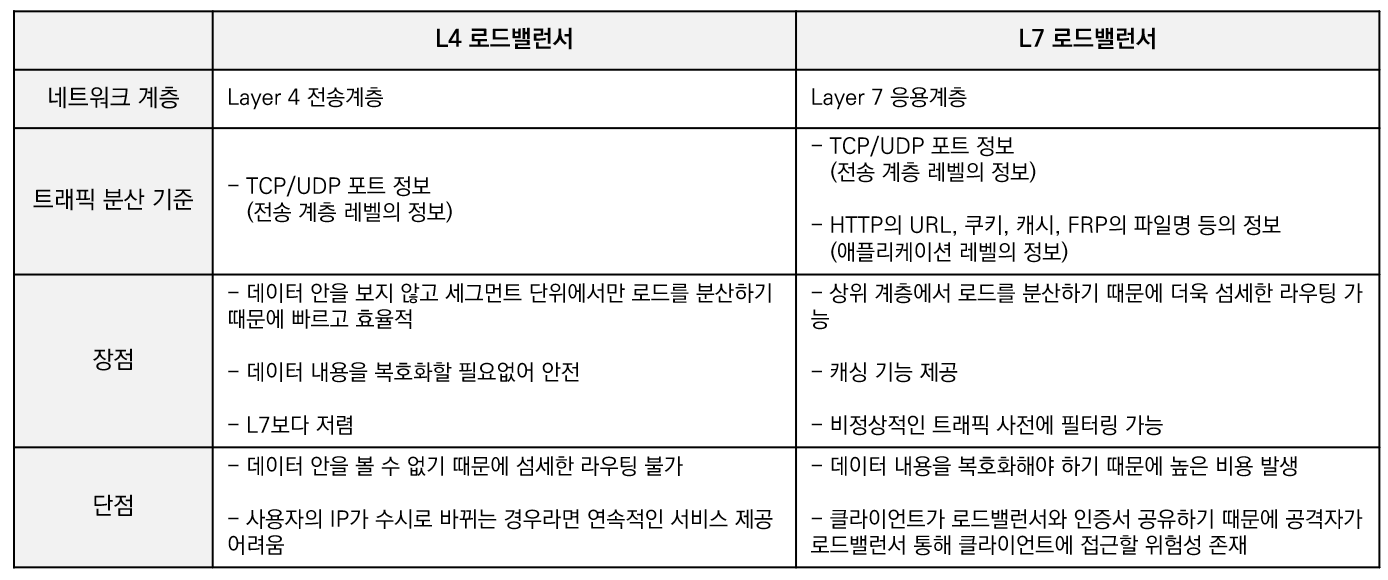 L4 로드밸런서
L7 로드밸런서
네트워크 계층
Layer 4 전송계층
Layer 7 응용계층
트래픽 분산 기준
- TCP/UDP 포트 정보
(전송 계층 레벨의 정보)
- TCP/UDP 포트 정보
(전송 계층 레벨의 정보)
- HTTP의 URL, 쿠키, 캐시, FRP의 파일명 등의 정보
(애플리케이션 레벨의 정보)
장점
- 데이터 안을 보지 않고 세그먼트 단위에서만 로드를 분산하기
때문에 빠르고 효율적
- 데이터 내용을 복호화할 필요없어 안전
- L7보다 저렴
- 상위 계층에서 로드를 분산하기 때문에 더욱 섬세한 라우팅 가
능
- 캐싱 기능 제공
- 비정상적인 트래픽 사전에 필터링 가능
단점
- 데이터 안을 볼 수 없기 때문에 섬세한 라우팅 불가
- 사용자의 IP가 수시로 바뀌는 경우라면 연속적인 서비스 제공
어려움
- 데이터 내용을 복호화해야 하기 때문에 높은 비용 발생
- 클라이언트가 로드밸런서와 인증서 공유하기 때문에 공격자가
로드밸런서 통해 클라이언트에 접근할 위험성 존재